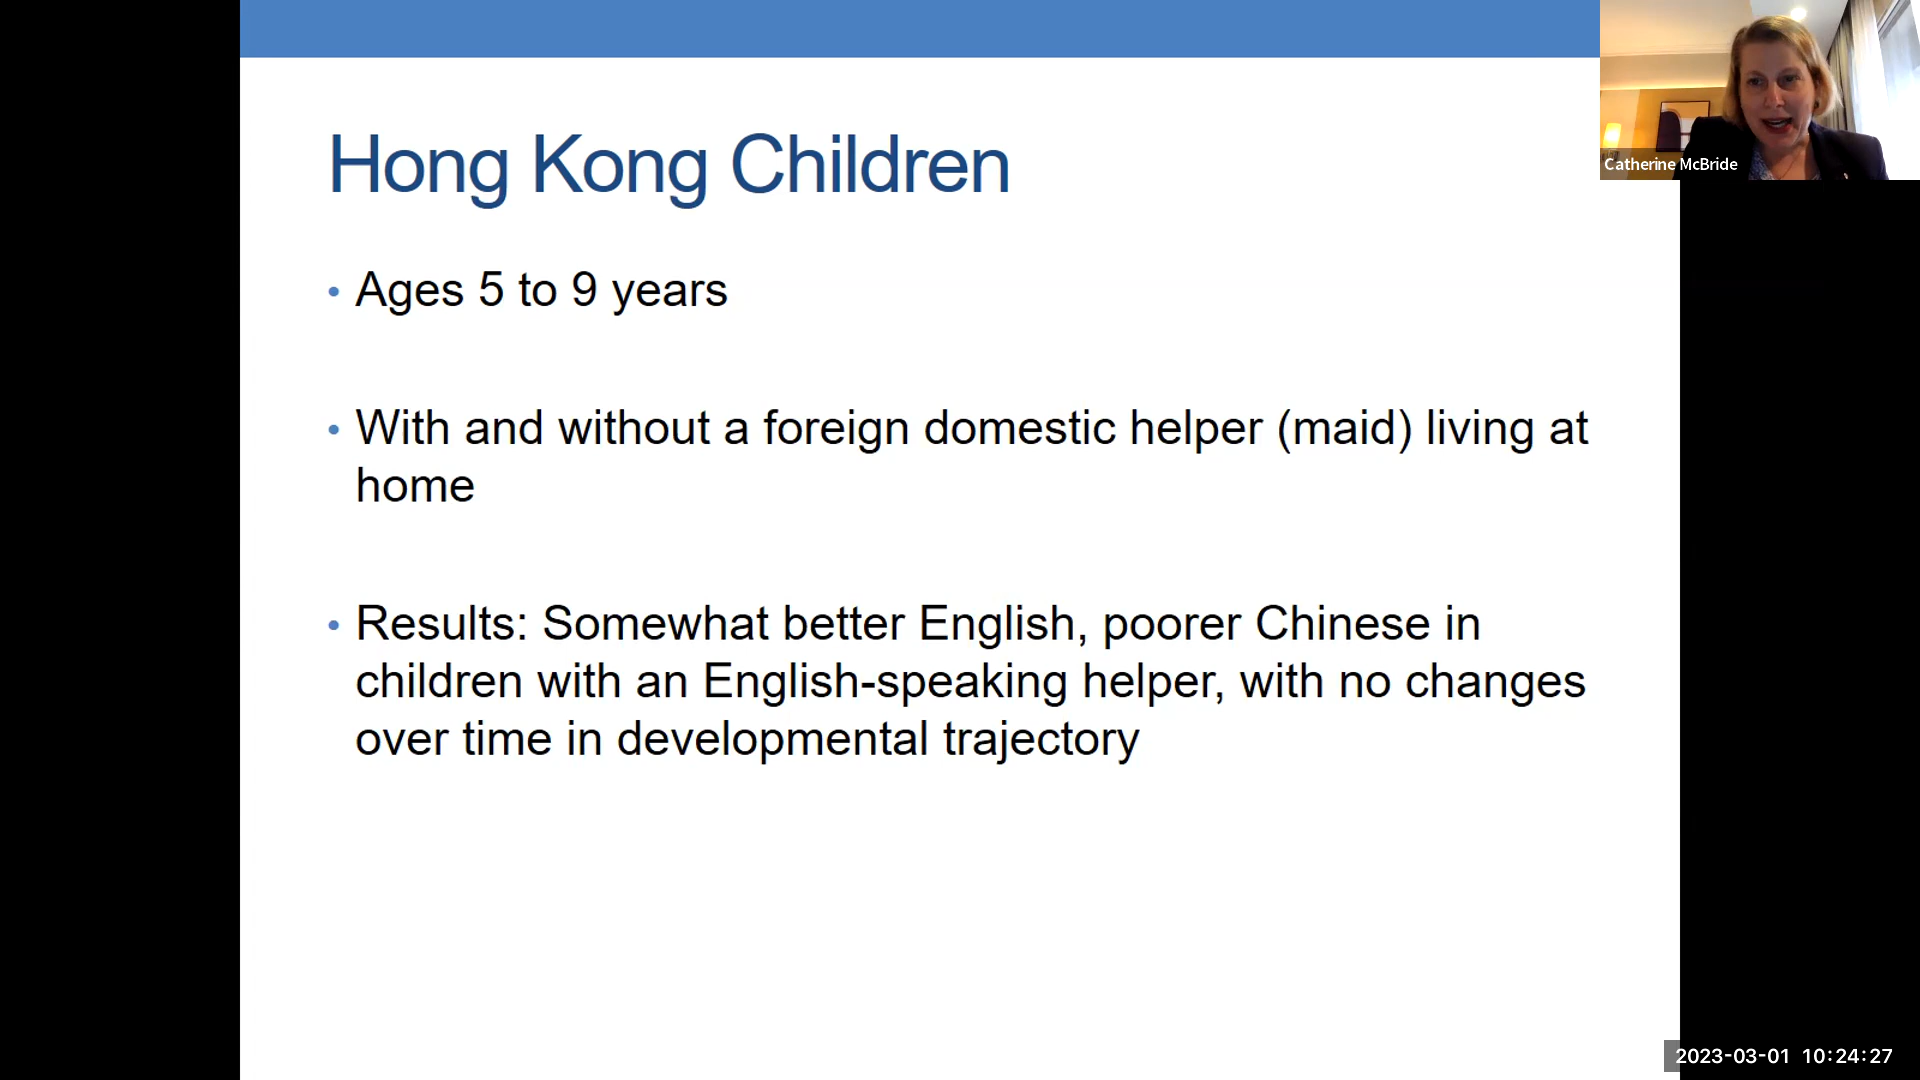 Hong Kong Children
• Ages 5 to 9 years
• With and without a foreign domestic helper (maid) living at
home
• Results: Somewhat better English, poorer Chinese in
children with an English-speaking helper, with no changes
over time in developmental trajectory
Catherine McBride
2023-03-01 10:24:27